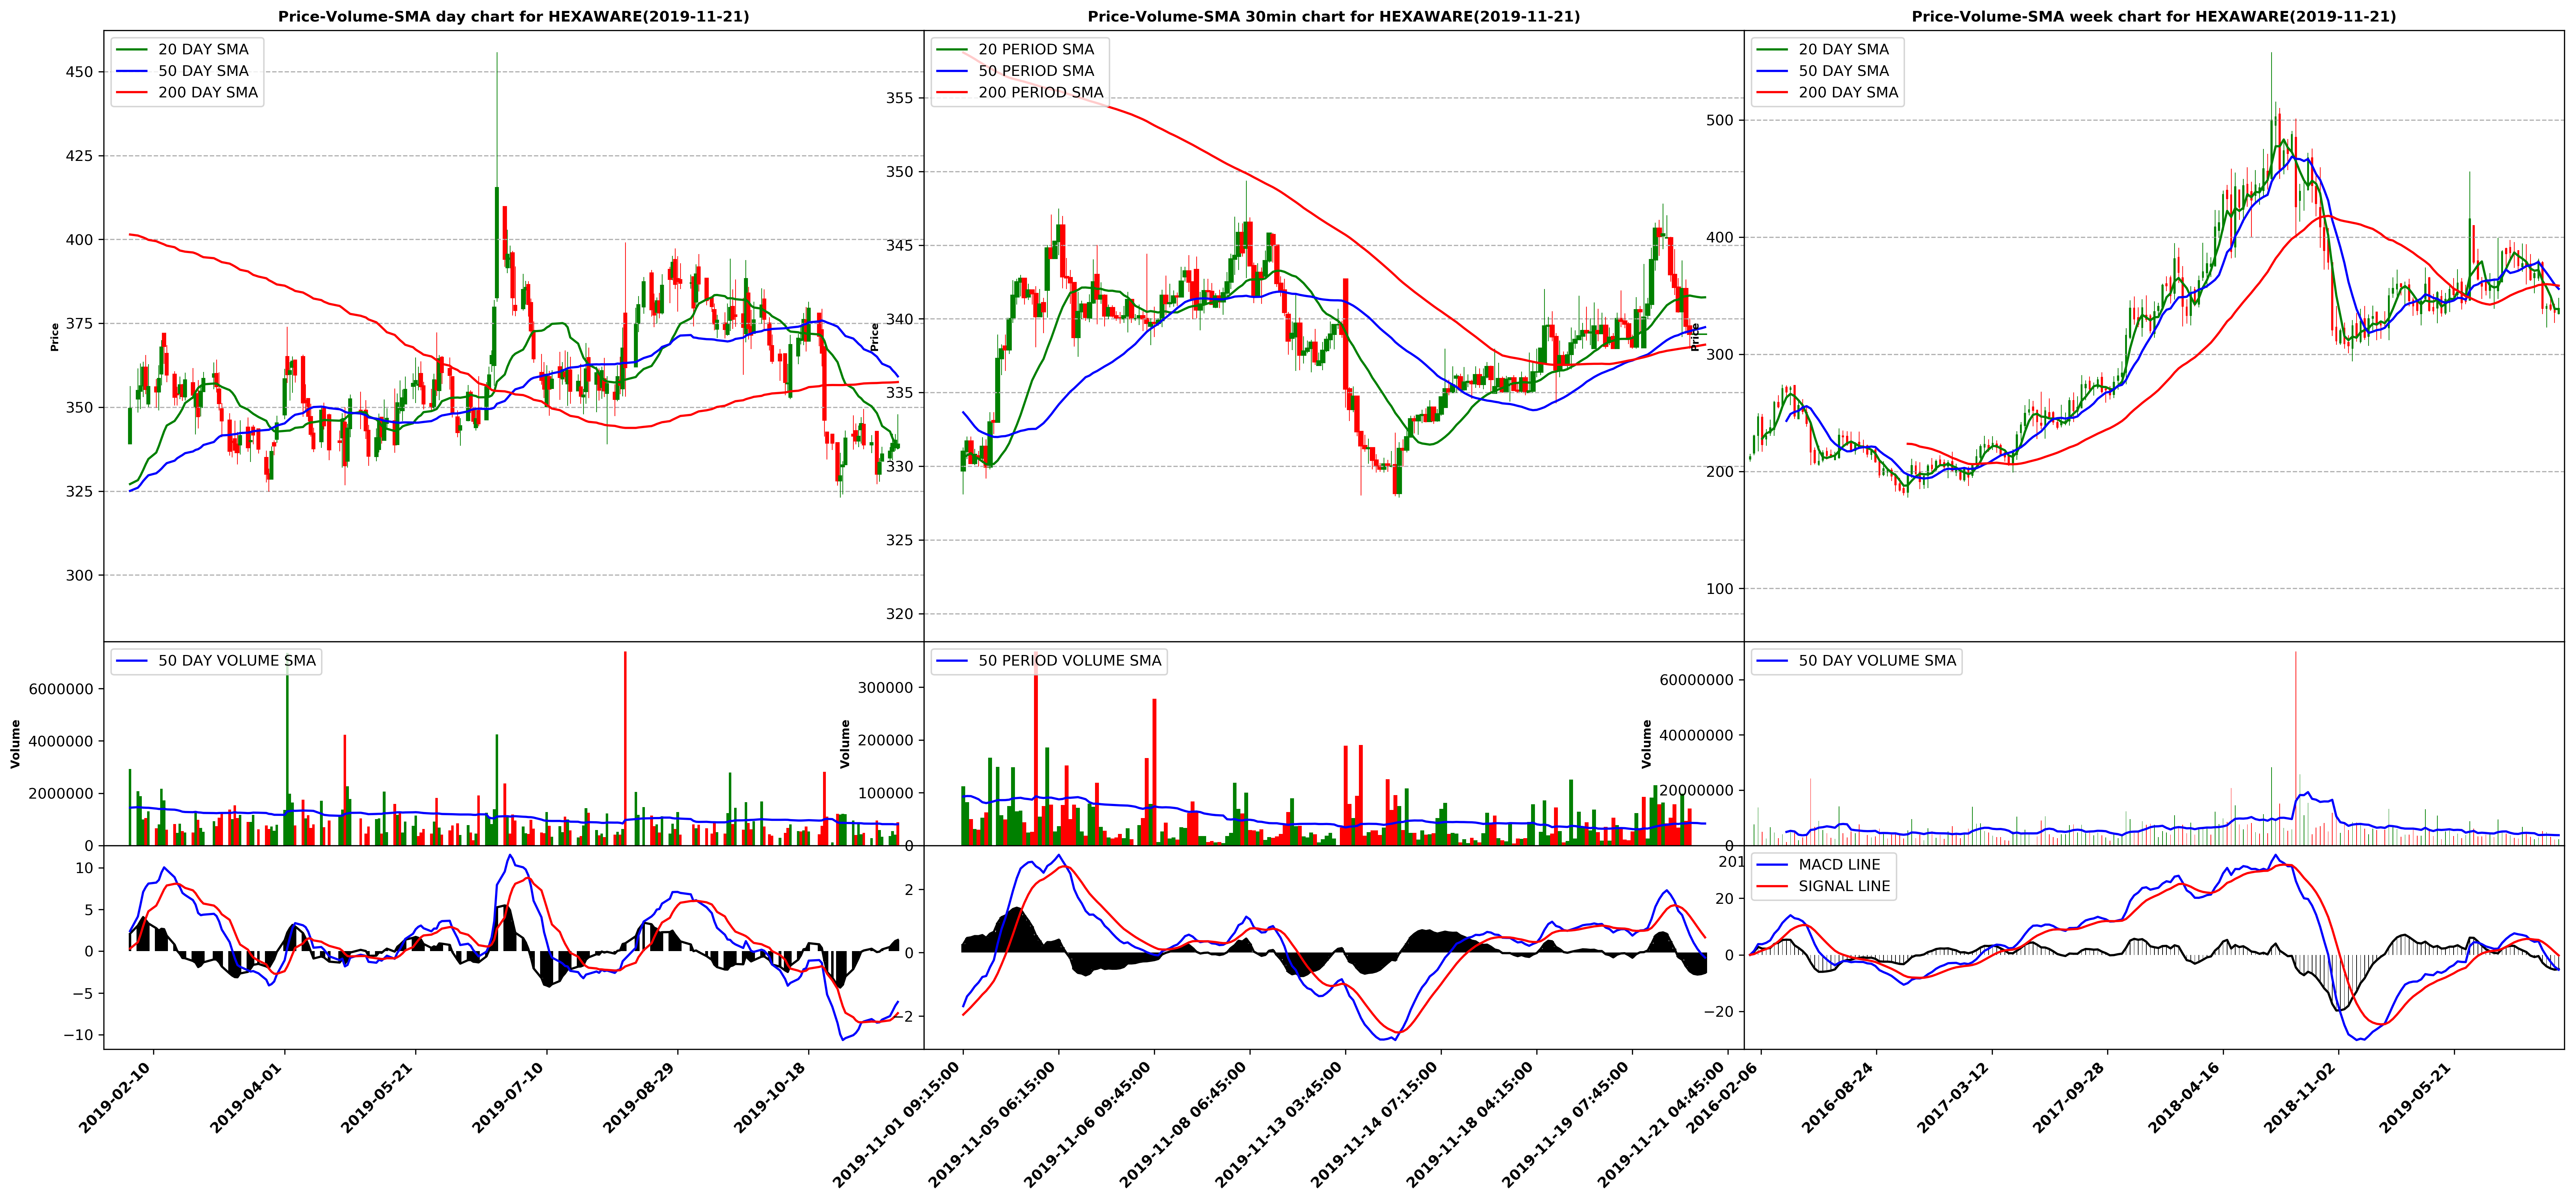 Price-Volume-SMA day chart for HEXAWARE(2019-11-21)
20 DAY SMA
50 DAY SMA
200 DAY SMA
450
425
400
375
350
325
300
Price
50 DAY VOLUME SMA
6000000
4000000
2000000
0
Volume
10
5
0
−5
−10
2019-02-10
2019-04-01
2019-05-21
2019-07-10
2019-08-29
2019-10-18
Price-Volume-SMA 30min chart for HEXAWARE(2019-11-21)
20 PERIOD SMA
50 PERIOD SMA
200 PERIOD SMA
355
350
345
340
335
330
325
320
Price
50 PERIOD VOLUME SMA
300000
200000
100000
0
Volume
2
0
−2
2019-11-01 09:15:00
2019-11-05 06:15:00
2019-11-06 09:45:00
2019-11-08 06:45:00
2019-11-13 03:45:00
2019-11-14 07:15:00
2019-11-18 04:15:00
2019-11-19 07:45:00
2019-11-21 04:45:00
Price-Volume-SMA week chart for HEXAWARE(2019-11-21)
20 DAY SMA
50 DAY SMA
200 DAY SMA
500
400
300
200
100
Price
50 DAY VOLUME SMA
60000000
40000000
20000000
0
Volume
201
MACD LINE
SIGNAL LINE
20
0
−20
2016-02-06
2016-08-24
2017-03-12
2017-09-28
2018-04-16
2018-11-02
2019-05-21